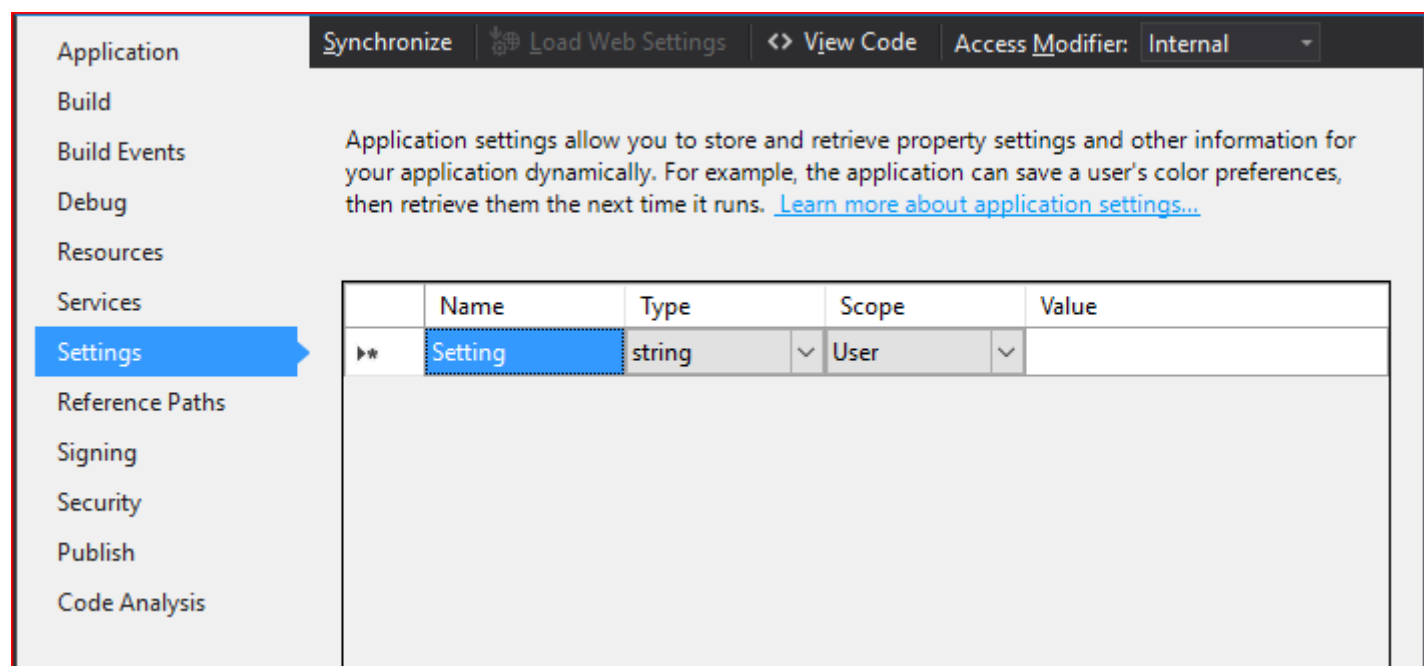 Application
Build
Build Events
Debug
Resources
Services
Settings
Reference Paths
Signing
Security
Publish
Code Analysis
Synchronize Load Web Settings <> View Code Access Modifier: Internal
Application settings allow you to store and retrieve property settings and other information for
your application dynamically. For example, the application can save a user's color preferences,
then retrieve them the next time it runs. Learn more about application settings...
Name Type Scope Value
Setting string User